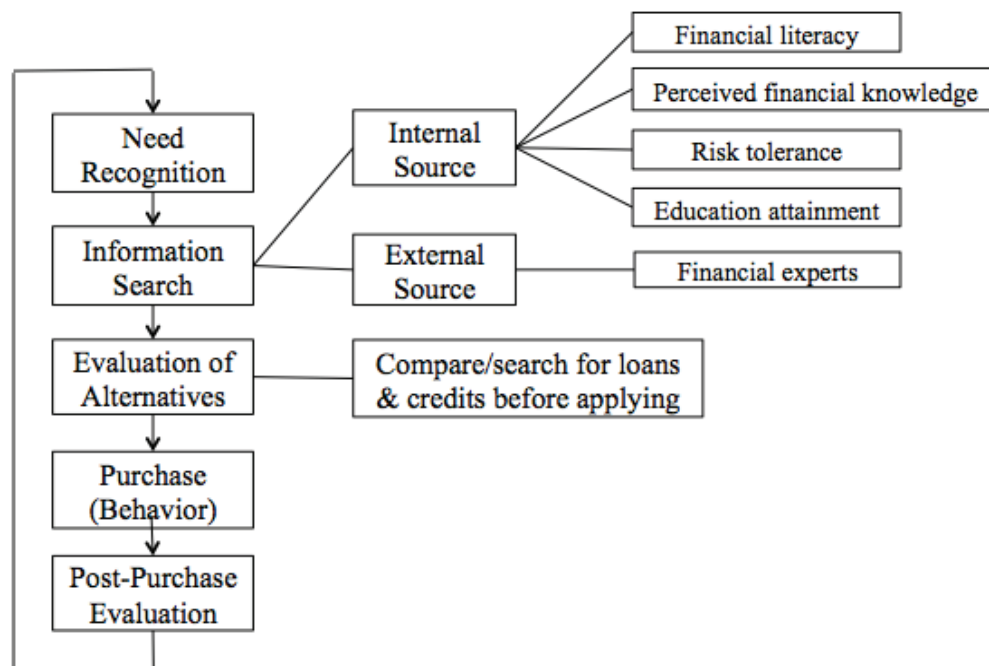 Financial literacy
Perceived financial knowledge
Need
Recognition
Internal
Source
Risk tolerance
Education attainment
Information
Search
External
Source
Financial experts
Evaluation of
Alternatives
Compare/search for loans
& credits before applying
Purchase
(Behavior)
Post-Purchase
Evaluation